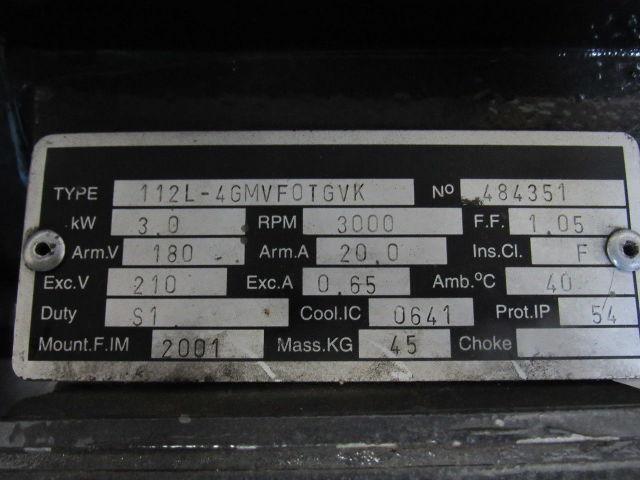 TYPE 112L-4GMVFOTGVK Nº 484351
kW 3.0 RPM 3000 F.F. 1.05
Arm.V 180 Arm.A 20.0 Ins.Cl. F
Exc.V 210 Exc.A 0.65 Amb.ºC 40
Duty S1 Cool.IC 0641 Prot.IP 54
Mount.F.IM 2001 Mass.KG 45 Choke